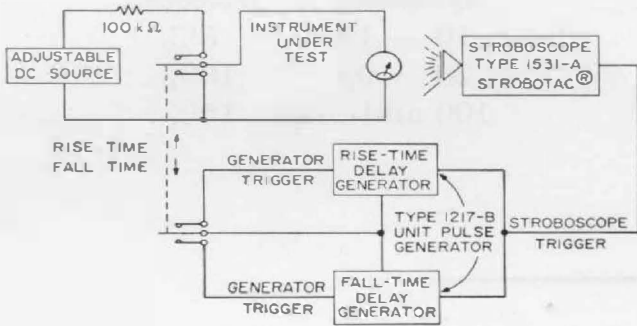 100 kΩ
ADJUSTABLE
DC SOURCE
INSTRUMENT
UNDER
TEST
STROBOSCOPE
TYPE 1531-A
STROBOTAC®
RISE TIME
FALL TIME
GENERATOR
TRIGGER
RISE-TIME
DELAY
GENERATOR
TYPE 1217-B
UNIT PULSE
GENERATOR
STROBOSCOPE
TRIGGER
GENERATOR
TRIGGER
FALL-TIME
DELAY
GENERATOR